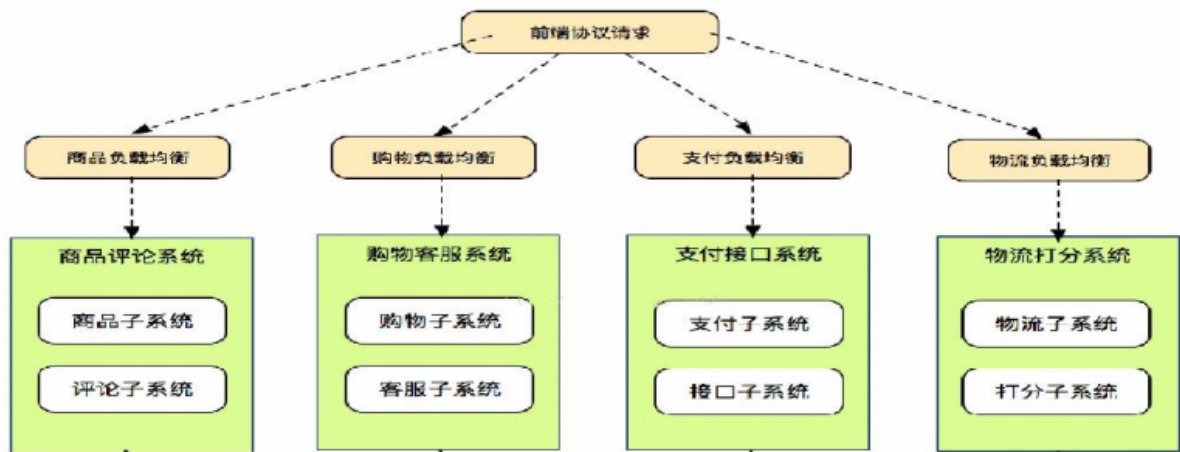 前端协议请求
商品负载均衡
购物负载均衡
支付负载均衡
物流负载均衡
商品评论系统
购物客服系统
支付接口系统
物流打分系统
商品子系统
购物子系统
支付子系统
物流子系统
评论子系统
客服子系统
接口子系统
打分子系统